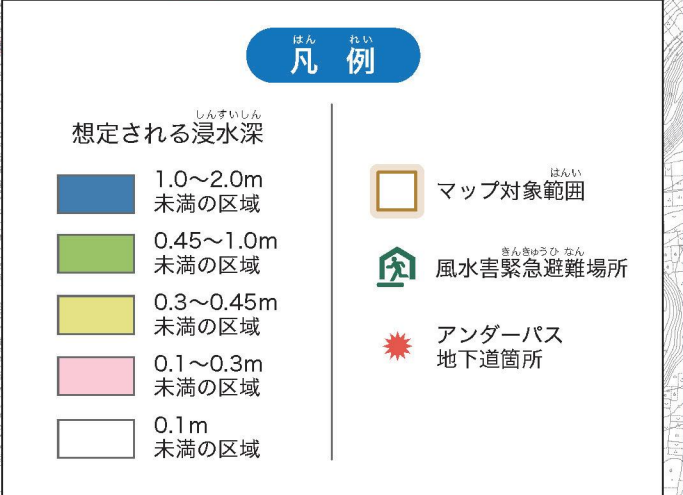 はん れい
凡 例
しんすいしん
想定される浸水深
1.0～2.0m
未満の区域
0.45～1.0m
未満の区域
0.3～0.45m
未満の区域
0.1～0.3m
未満の区域
0.1m
未満の区域
はんい
マップ対象範囲
きんきゅうひ なん
風水害緊急避難場所
アンダーパス
地下道箇所